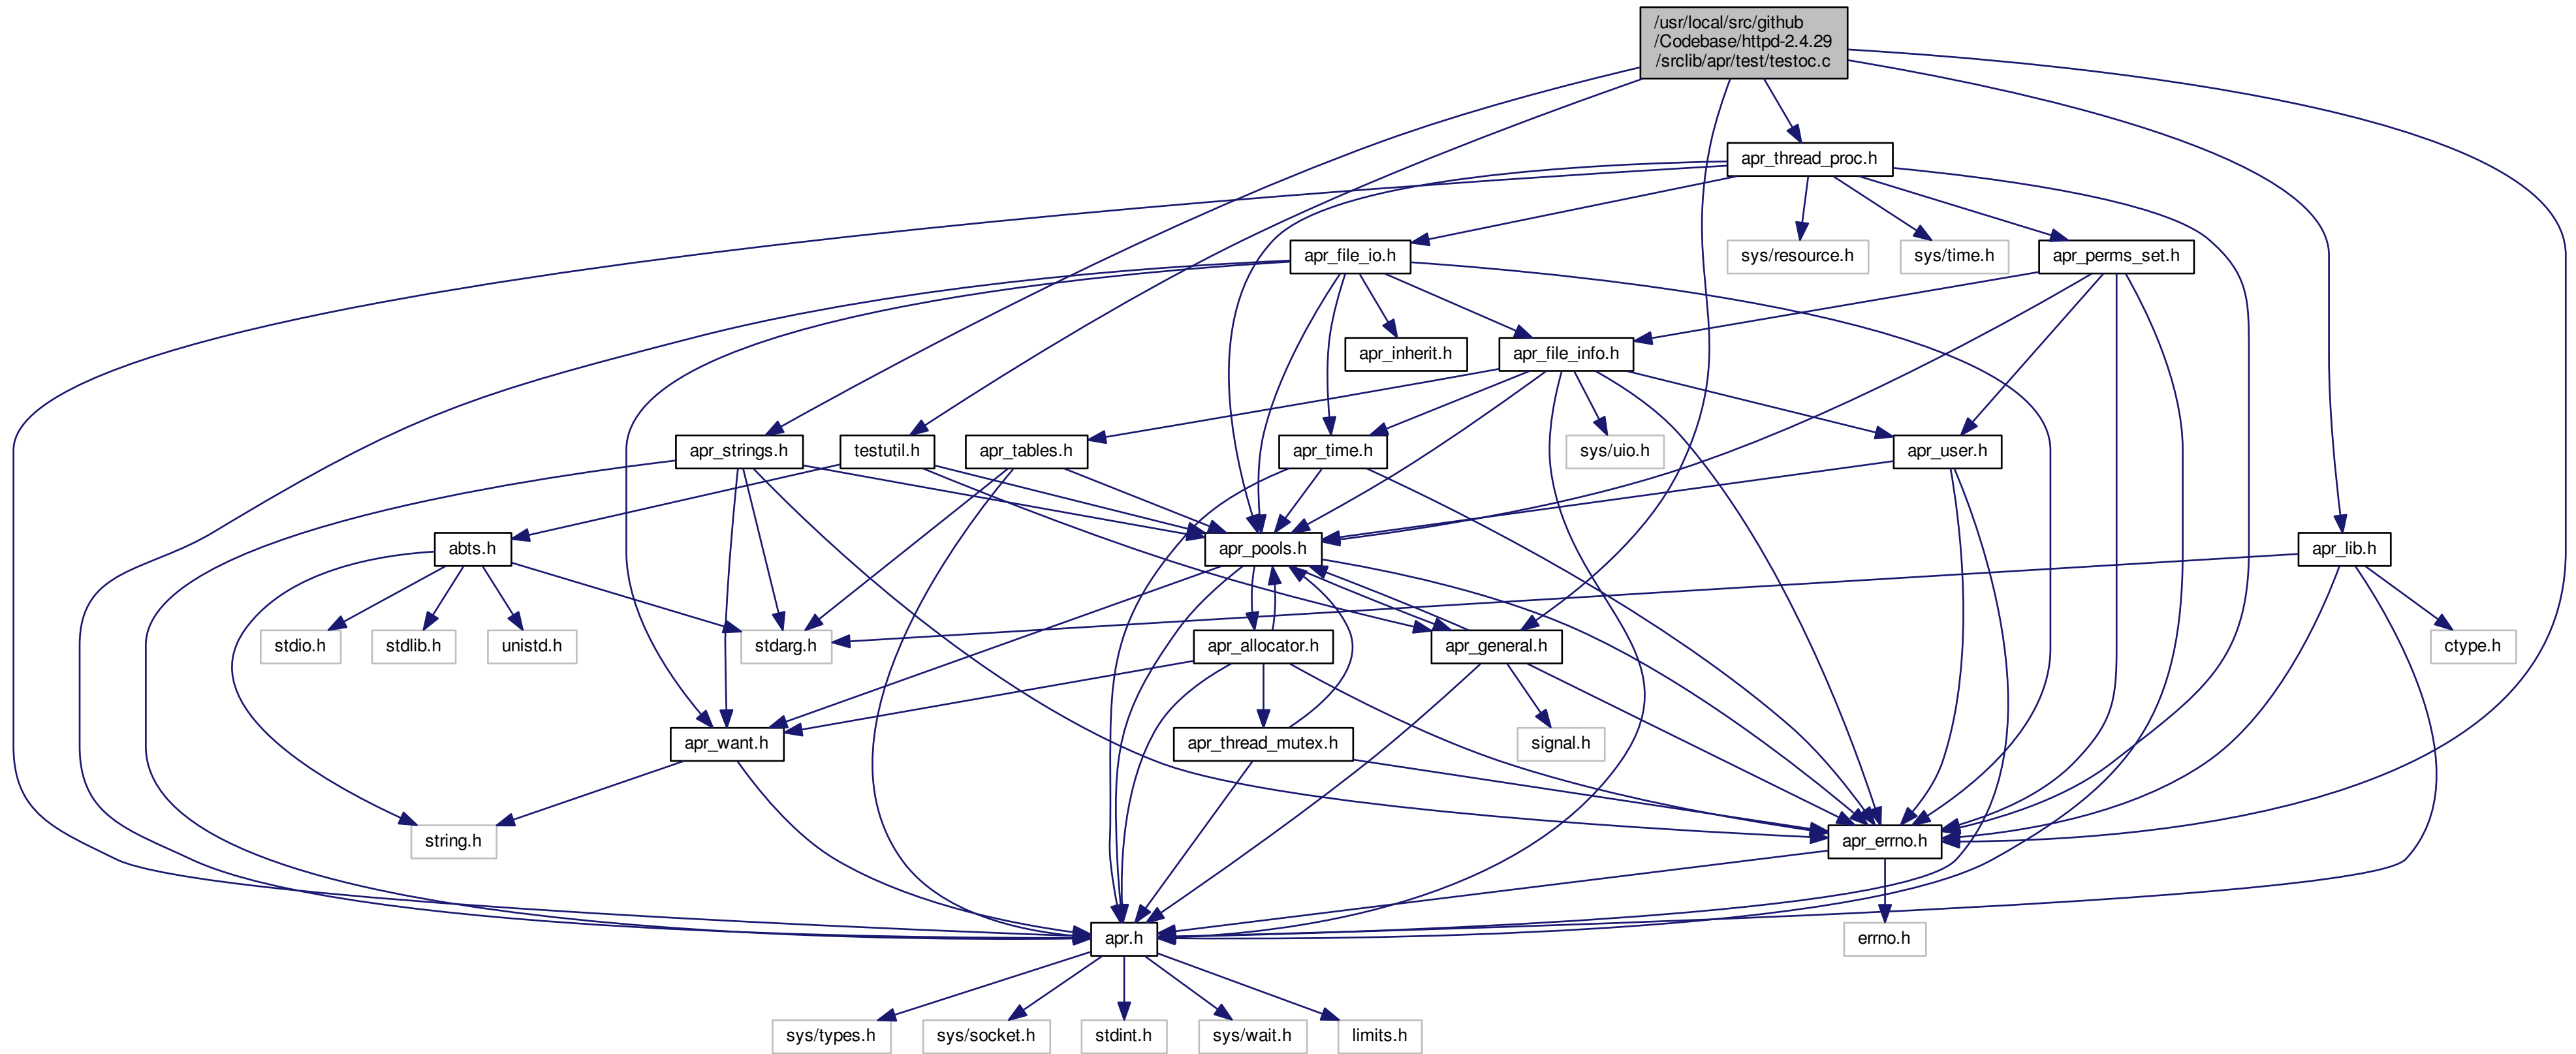 /usr/local/src/github
/Codebase/httpd-2.4.29
/srclib/apr/test/testoc.c
apr_thread_proc.h
apr_file_io.h
sys/resource.h
sys/time.h
apr_perms_set.h
apr_inherit.h
apr_file_info.h
apr_strings.h
testutil.h
apr_tables.h
apr_time.h
sys/uio.h
apr_user.h
abts.h
apr_pools.h
apr_lib.h
stdio.h
stdlib.h
unistd.h
stdarg.h
apr_allocator.h
apr_general.h
ctype.h
apr_want.h
apr_thread_mutex.h
signal.h
string.h
apr_errno.h
apr.h
errno.h
sys/types.h
sys/socket.h
stdint.h
sys/wait.h
limits.h